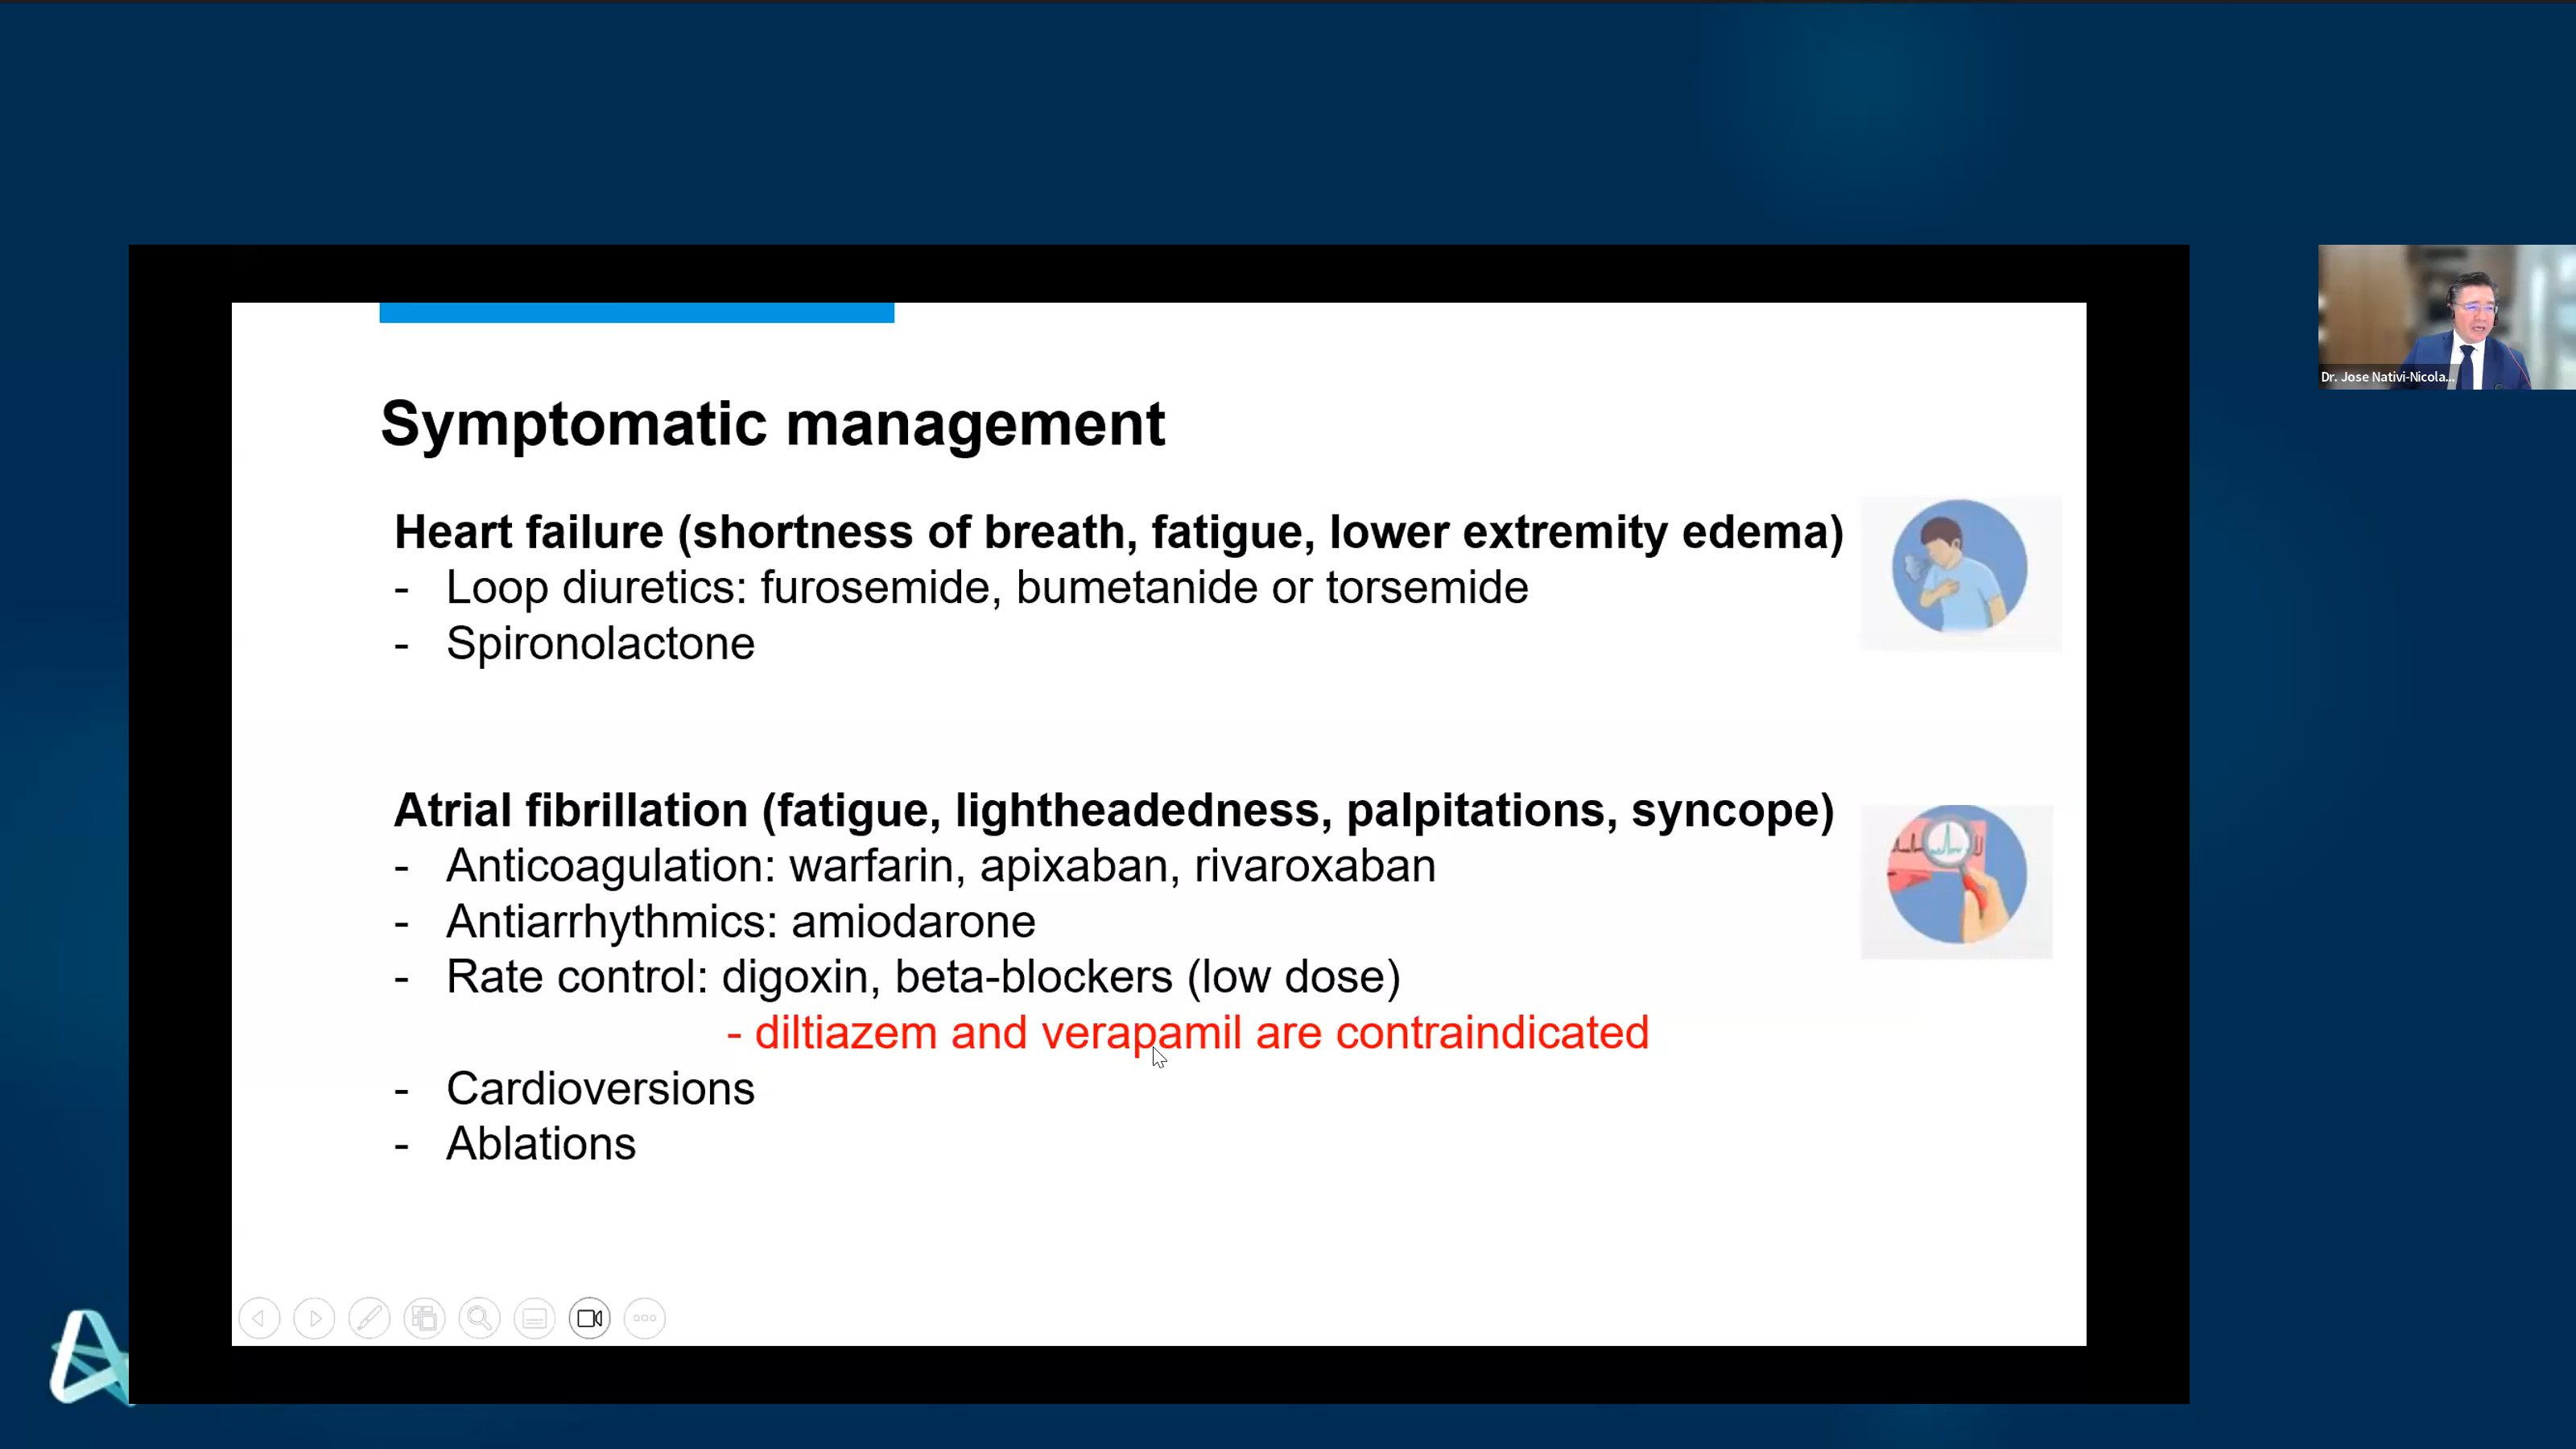 Symptomatic management
Heart failure (shortness of breath, fatigue, lower extremity edema)
- Loop diuretics: furosemide, bumetanide or torsemide
- Spironolactone
Atrial fibrillation (fatigue, lightheadedness, palpitations, syncope)
- Anticoagulation: warfarin, apixaban, rivaroxaban
- Antiarrhythmics: amiodarone
- Rate control: digoxin, beta-blockers (low dose)
- diltiazem and verapamil are contraindicated
- Cardioversions
- Ablations
Dr. Jose Nativi-Nicola...